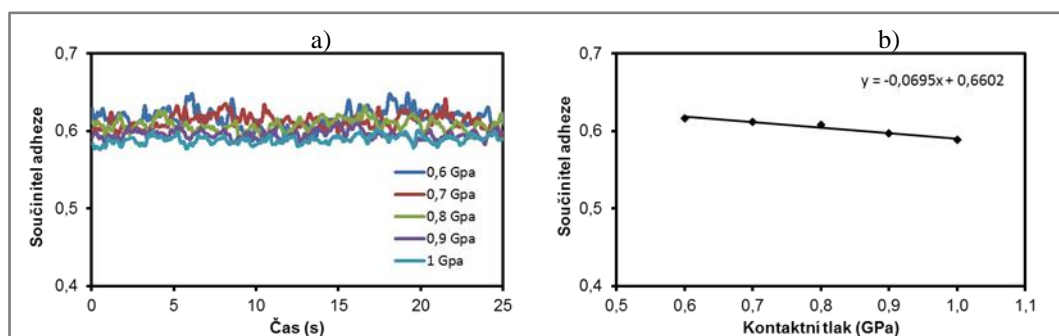 a)
0,7
0,6
0,5
0,4
Součinitel adheze
0,6 Gpa
0,7 Gpa
0,8 Gpa
0,9 Gpa
1 Gpa
0 5 10 15 20 25
Čas (s)
b)
0,7
0,6
0,5
0,4
Součinitel adheze
y = -0,0695x + 0,6602
0,5 0,6 0,7 0,8 0,9 1,0 1,1
Kontaktní tlak (GPa)